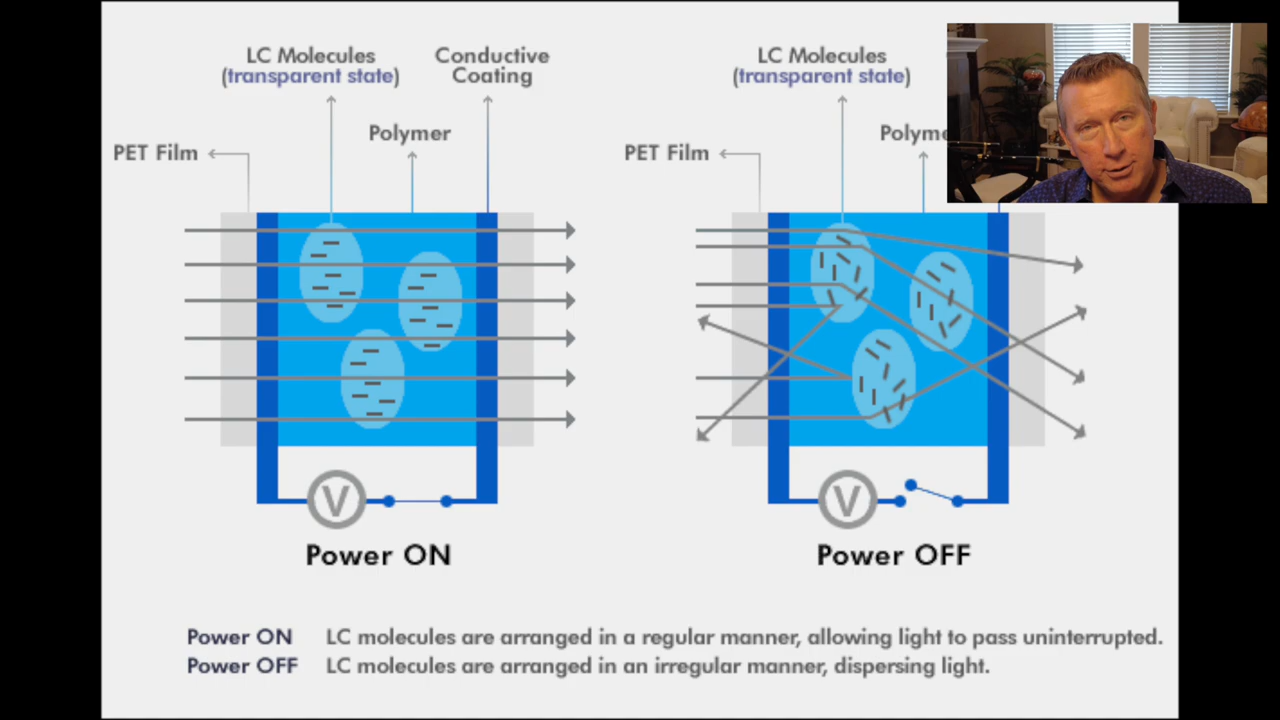 LC Molecules
(transparent state)
Conductive
Coating
Polymer
PET Film
V
Power ON
LC Molecules
(transparent state)
PET Film
V
Power OFF
Power ON LC molecules are arranged in a regular manner, allowing light to pass uninterrupted.
Power OFF LC molecules are arranged in an irregular manner, dispersing light.